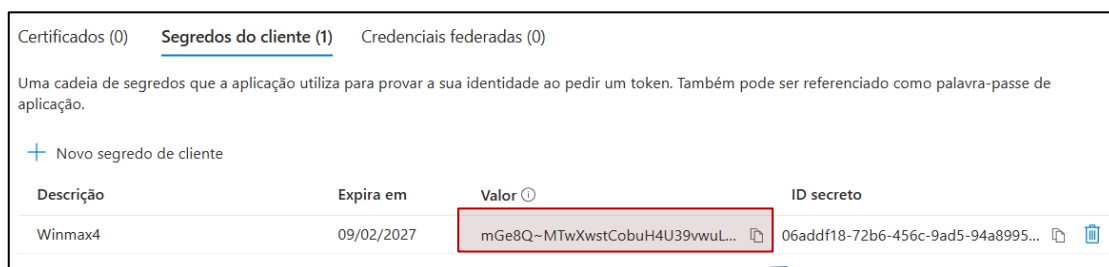 Certificados (0) Segredos do cliente (1) Credenciais federadas (0)
Uma cadeia de segredos que a aplicação utiliza para provar a sua identidade ao pedir um token. Também pode ser referenciado como palavra-passe de
aplicação.
+ Novo segredo de cliente
Descrição Expira em Valor ID secreto
Winmax4 09/02/2027 mGe8Q~MTwXwstCobuH4U39vwuL... 06addf18-72b6-456c-9ad5-94a8995...